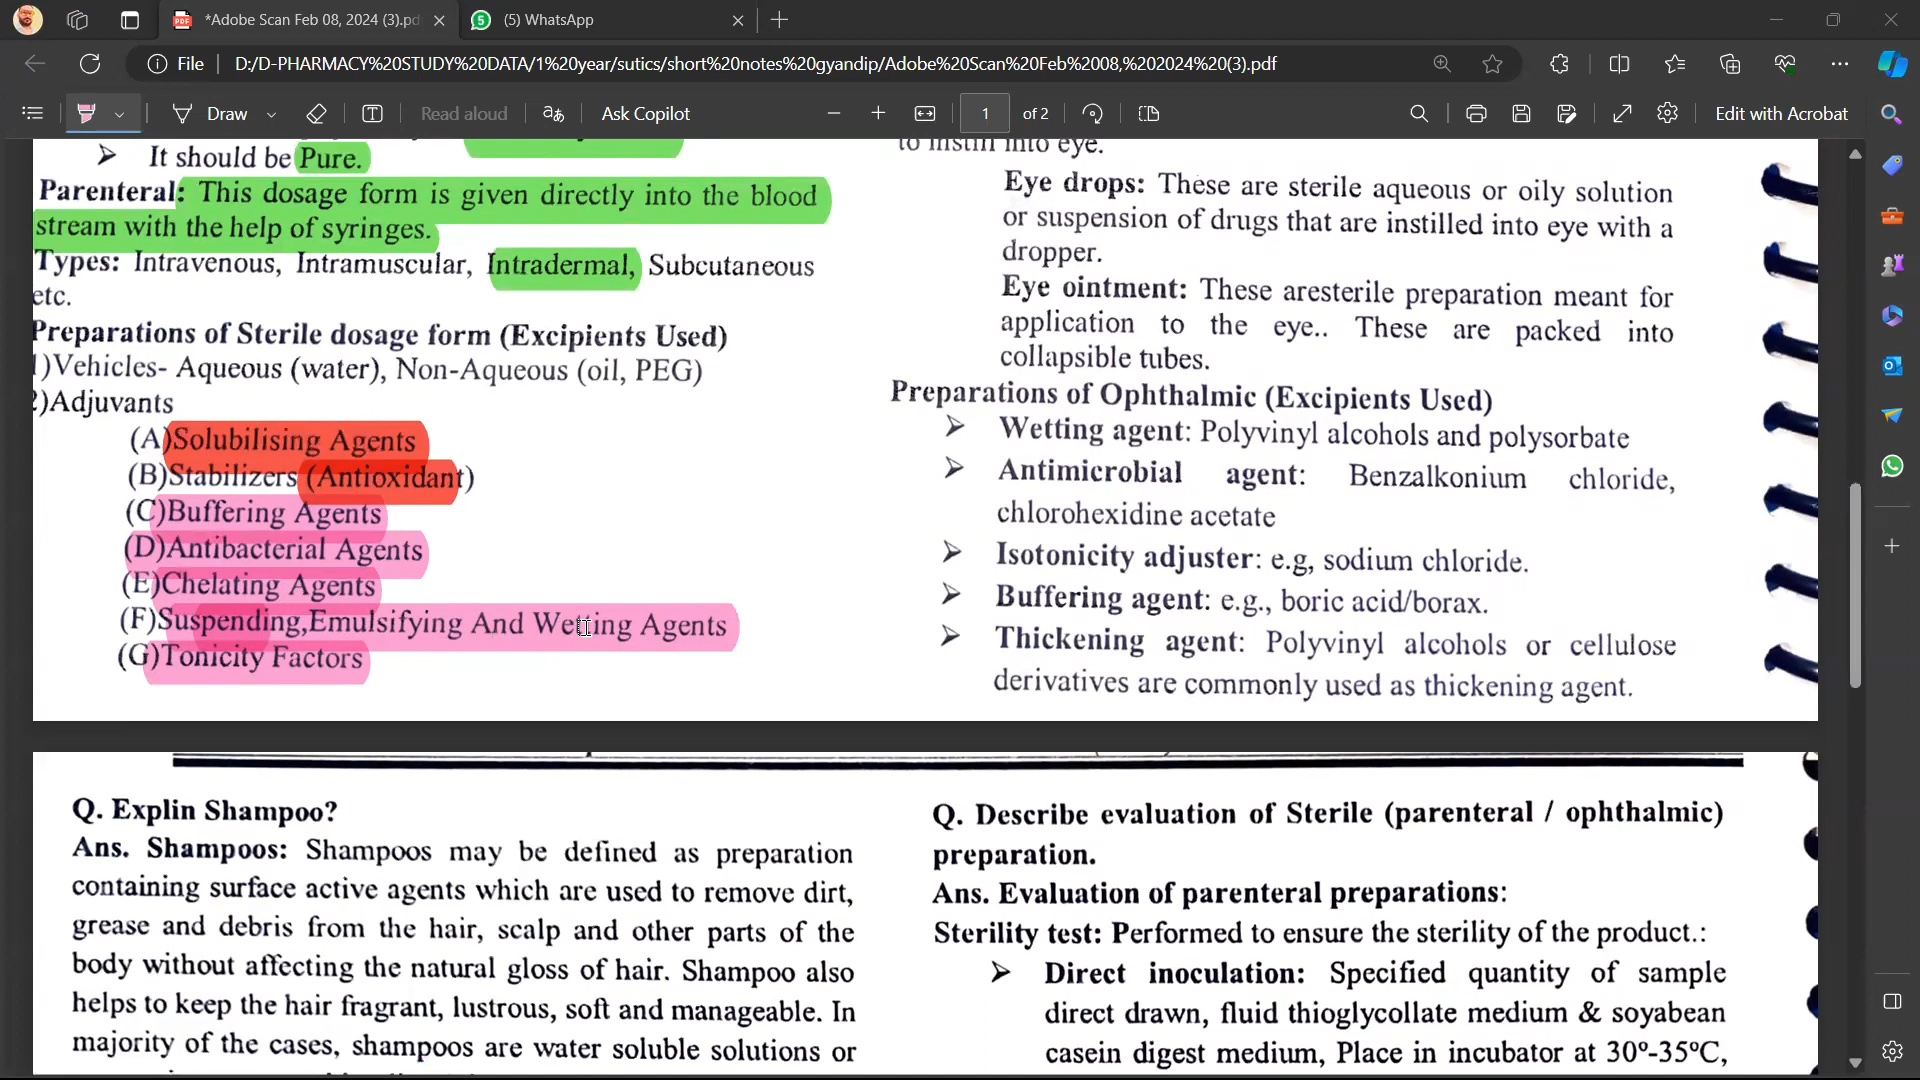 *Adobe Scan Feb 08, 2024 (3).pd
(5) WhatsApp
File
D:/D-PHARMACY%20STUDY%20DATA/1%20year/sutics/short%20notes%20gyandip/Adobe%20Scan%20Feb%2008,%202024%20(3).pdf
Draw
Read aloud
Ask Copilot
1
of 2
Edit with Acrobat
➢ It should be Pure.
Parenteral: This dosage form is given directly into the blood
stream with the help of syringes.
Types: Intravenous, Intramuscular, Intradermal, Subcutaneous
etc.
Preparations of Sterile dosage form (Excipients Used)
1)Vehicles- Aqueous (water), Non-Aqueous (oil, PEG)
2)Adjuvants
(A)Solubilising Agents
(B)Stabilizers (Antioxidant)
(C)Buffering Agents
(D)Antibacterial Agents
(E)Chelating Agents
(F)Suspending,Emulsifying And Wetting Agents
(G)Tonicity Factors
to instill into eye.
Eye drops: These are sterile aqueous or oily solution
or suspension of drugs that are instilled into eye with a
dropper.
Eye ointment: These aresterile preparation meant for
application to the eye.. These are packed into
collapsible tubes.
Preparations of Ophthalmic (Excipients Used)
➢ Wetting agent: Polyvinyl alcohols and polysorbate
➢ Antimicrobial agent: Benzalkonium chloride,
chlorohexidine acetate
➢ Isotonicity adjuster: e.g, sodium chloride.
➢ Buffering agent: e.g., boric acid/borax.
➢ Thickening agent: Polyvinyl alcohols or cellulose
derivatives are commonly used as thickening agent.
Q. Explin Shampoo?
Ans. Shampoos: Shampoos may be defined as preparation
containing surface active agents which are used to remove dirt,
grease and debris from the hair, scalp and other parts of the
body without affecting the natural gloss of hair. Shampoo also
helps to keep the hair fragrant, lustrous, soft and manageable. In
majority of the cases, shampoos are water soluble solutions or
Q. Describe evaluation of Sterile (parenteral / ophthalmic)
preparation.
Ans. Evaluation of parenteral preparations:
Sterility test: Performed to ensure the sterility of the product.:
➢ Direct inoculation: Specified quantity of sample
direct drawn, fluid thioglycollate medium & soyabean
casein digest medium, Place in incubator at 30º-35ºC,